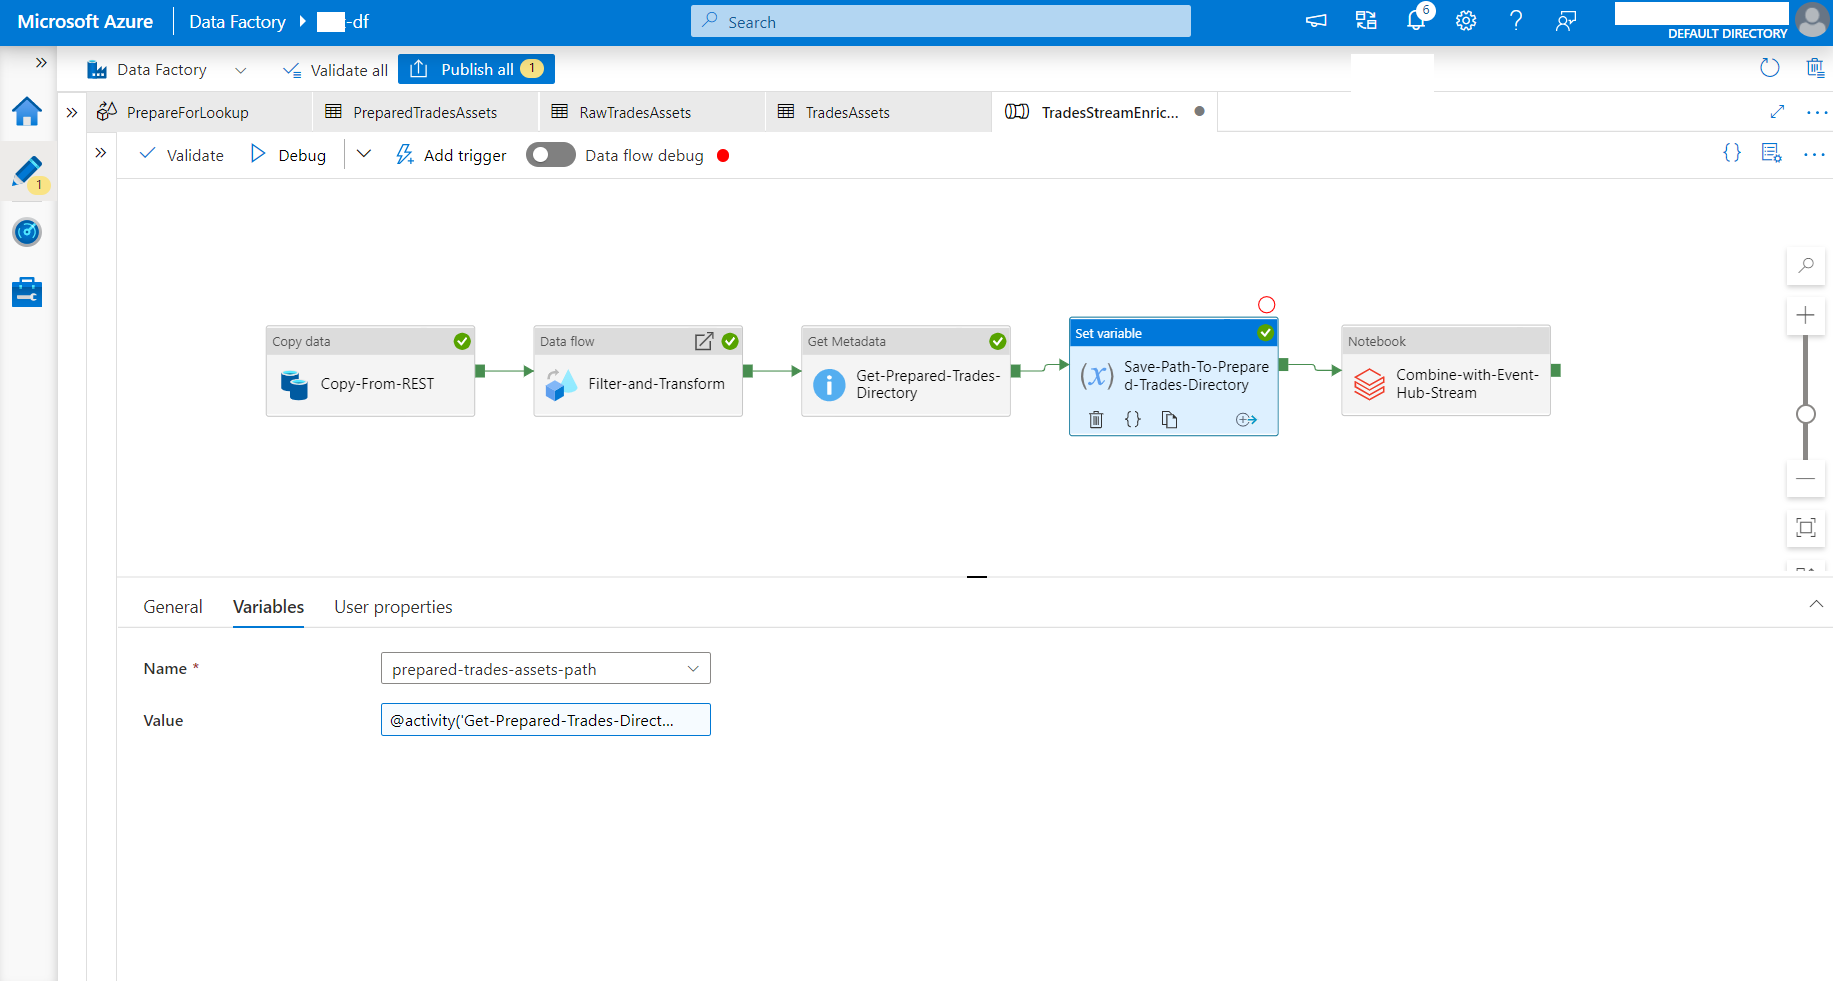 Microsoft Azure
Data Factory
-df
Search
6
DEFAULT DIRECTORY
Data Factory
Validate all
Publish all 1
PrepareForLookup
PreparedTradesAssets
RawTradesAssets
TradesAssets
TradesStreamEnric...
1
Validate
Debug
Add trigger
Data flow debug
Copy data
Copy-From-REST
Data flow
Filter-and-Transform
Get Metadata
Get-Prepared-Trades-
Directory
Set variable
Save-Path-To-Prepare
d-Trades-Directory
Notebook
Combine-with-Event-
Hub-Stream
General
Variables
User properties
Name *
prepared-trades-assets-path
Value
@activity('Get-Prepared-Trades-Direct...